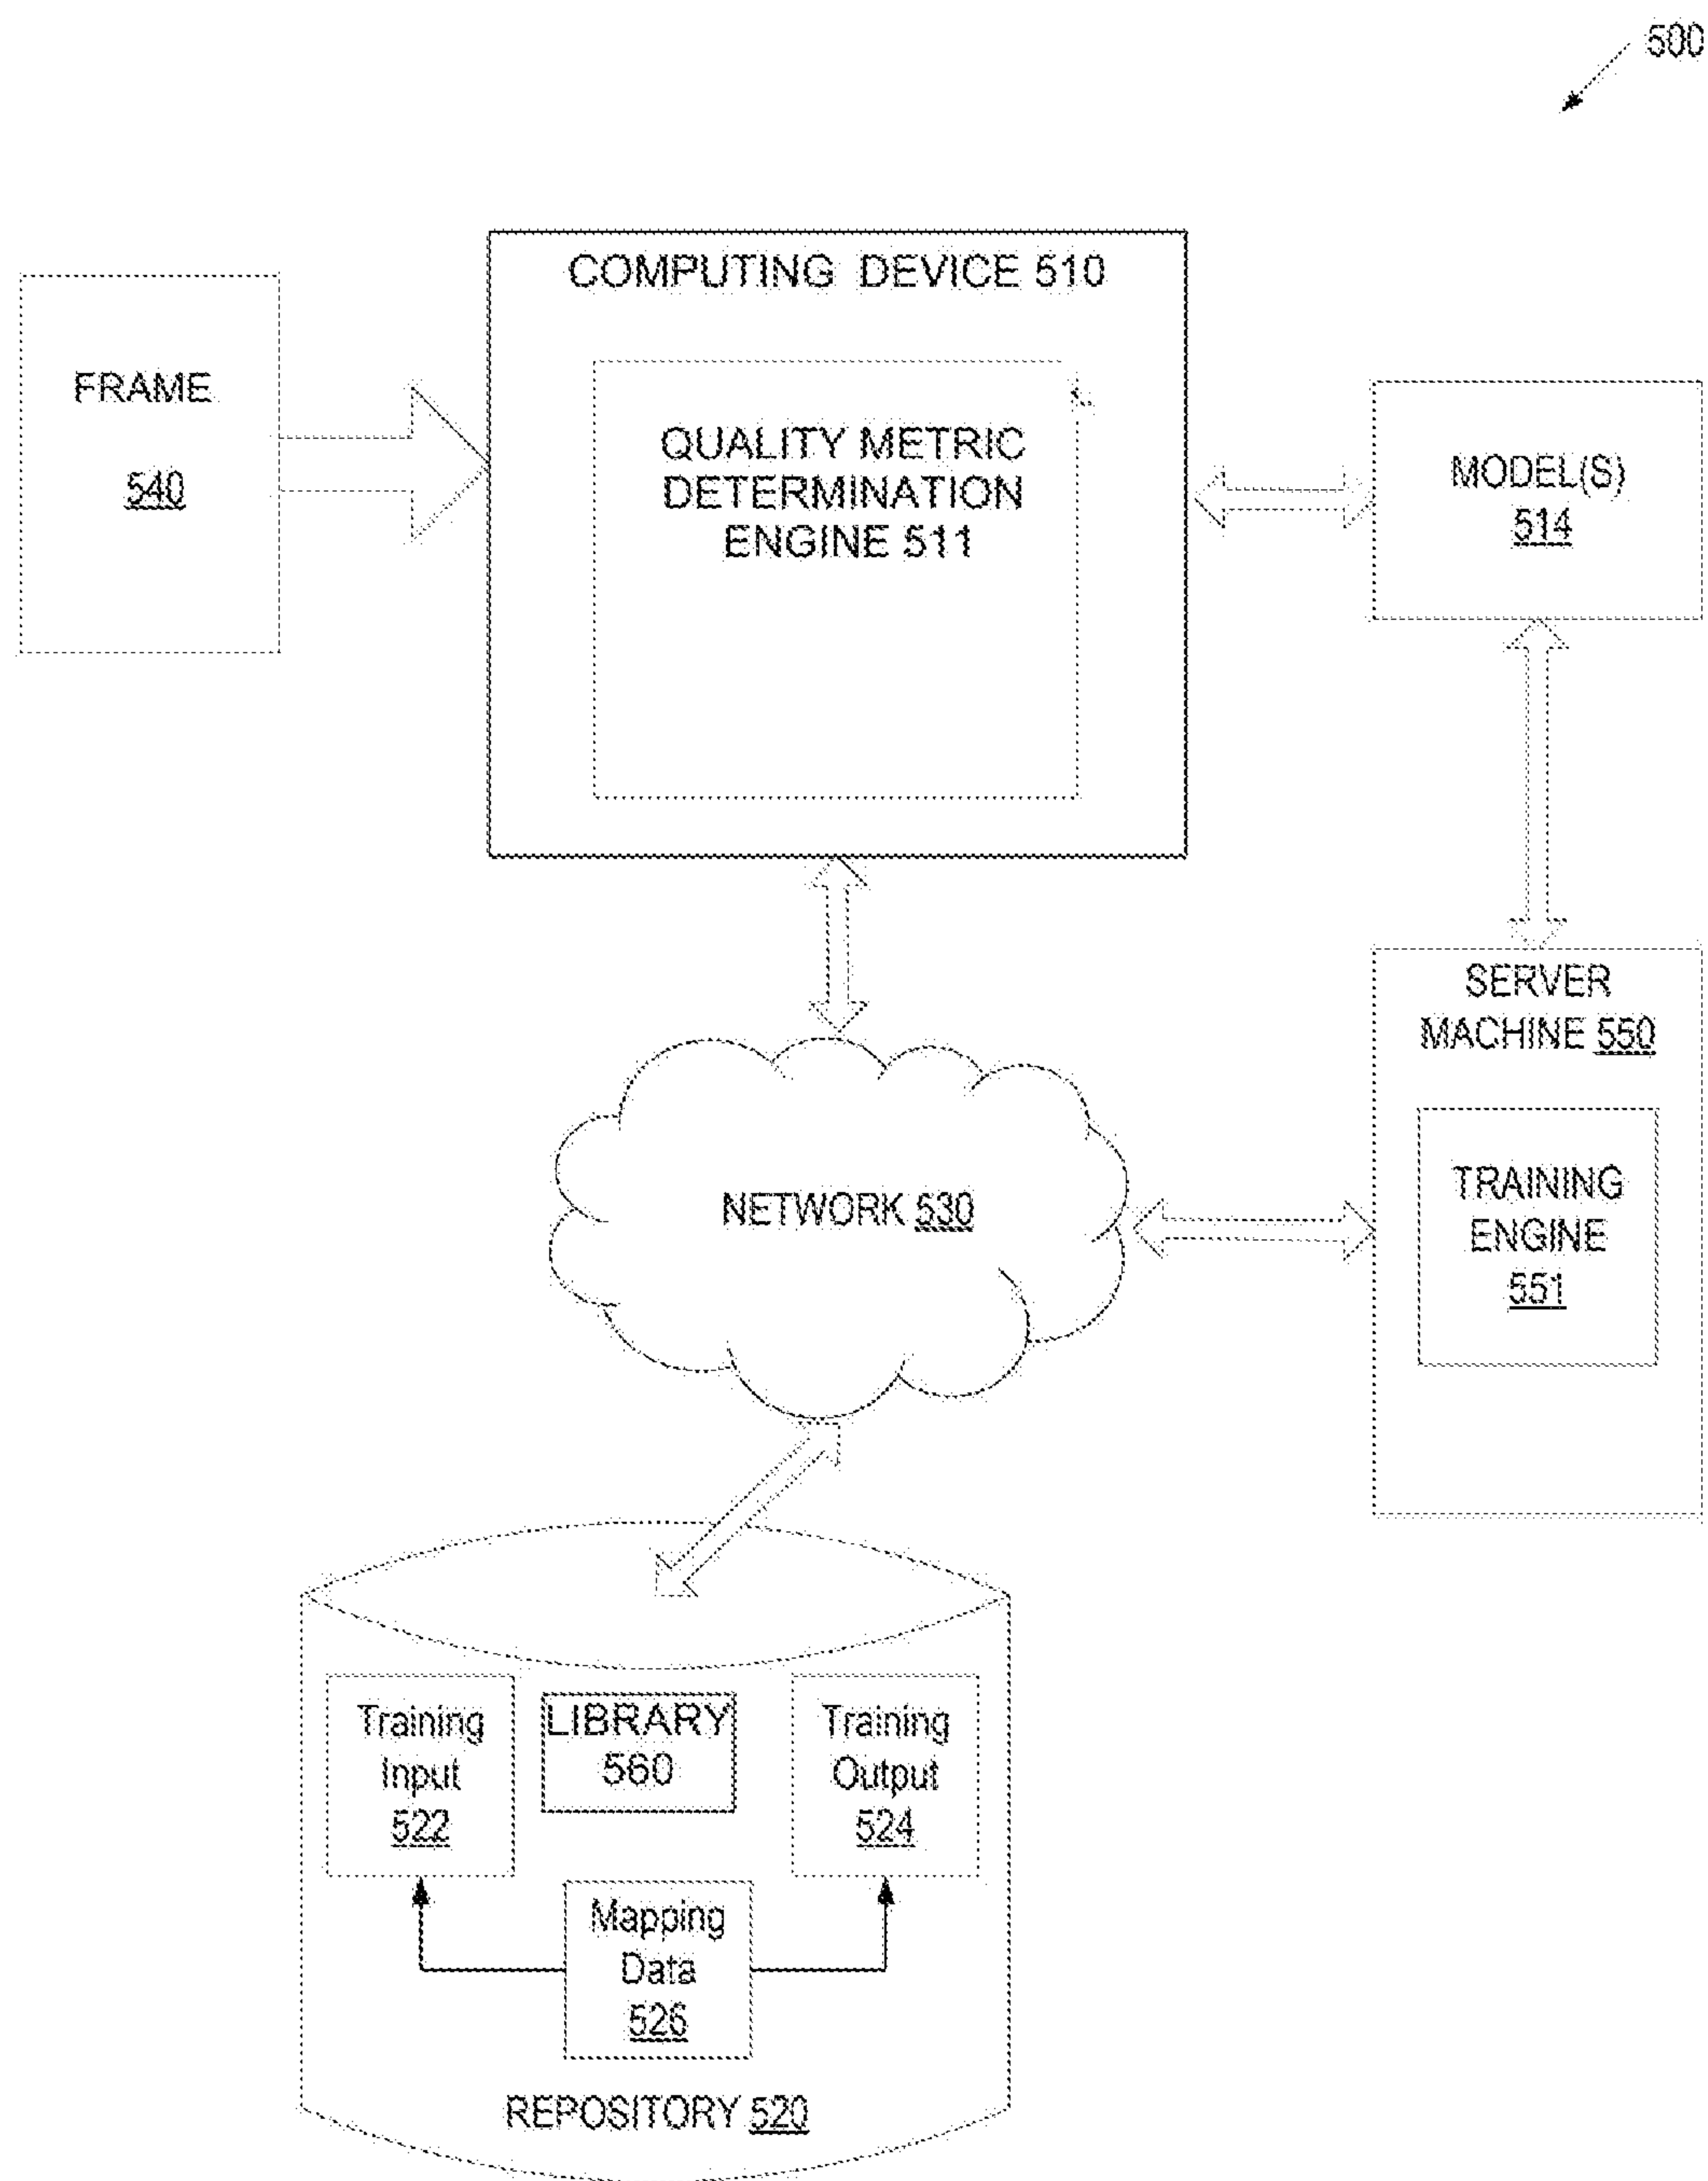 500
COMPUTING DEVICE 510
FRAME
540
QUALITY METRIC
DETERMINATION
ENGINE 511
MODEL(S)
514
SERVER
MACHINE 550
TRAINING
ENGINE
551
NETWORK 530
Training
Input
522
LIBRARY
560
Training
Output
524
Mapping
Data
526
REPOSITORY 520